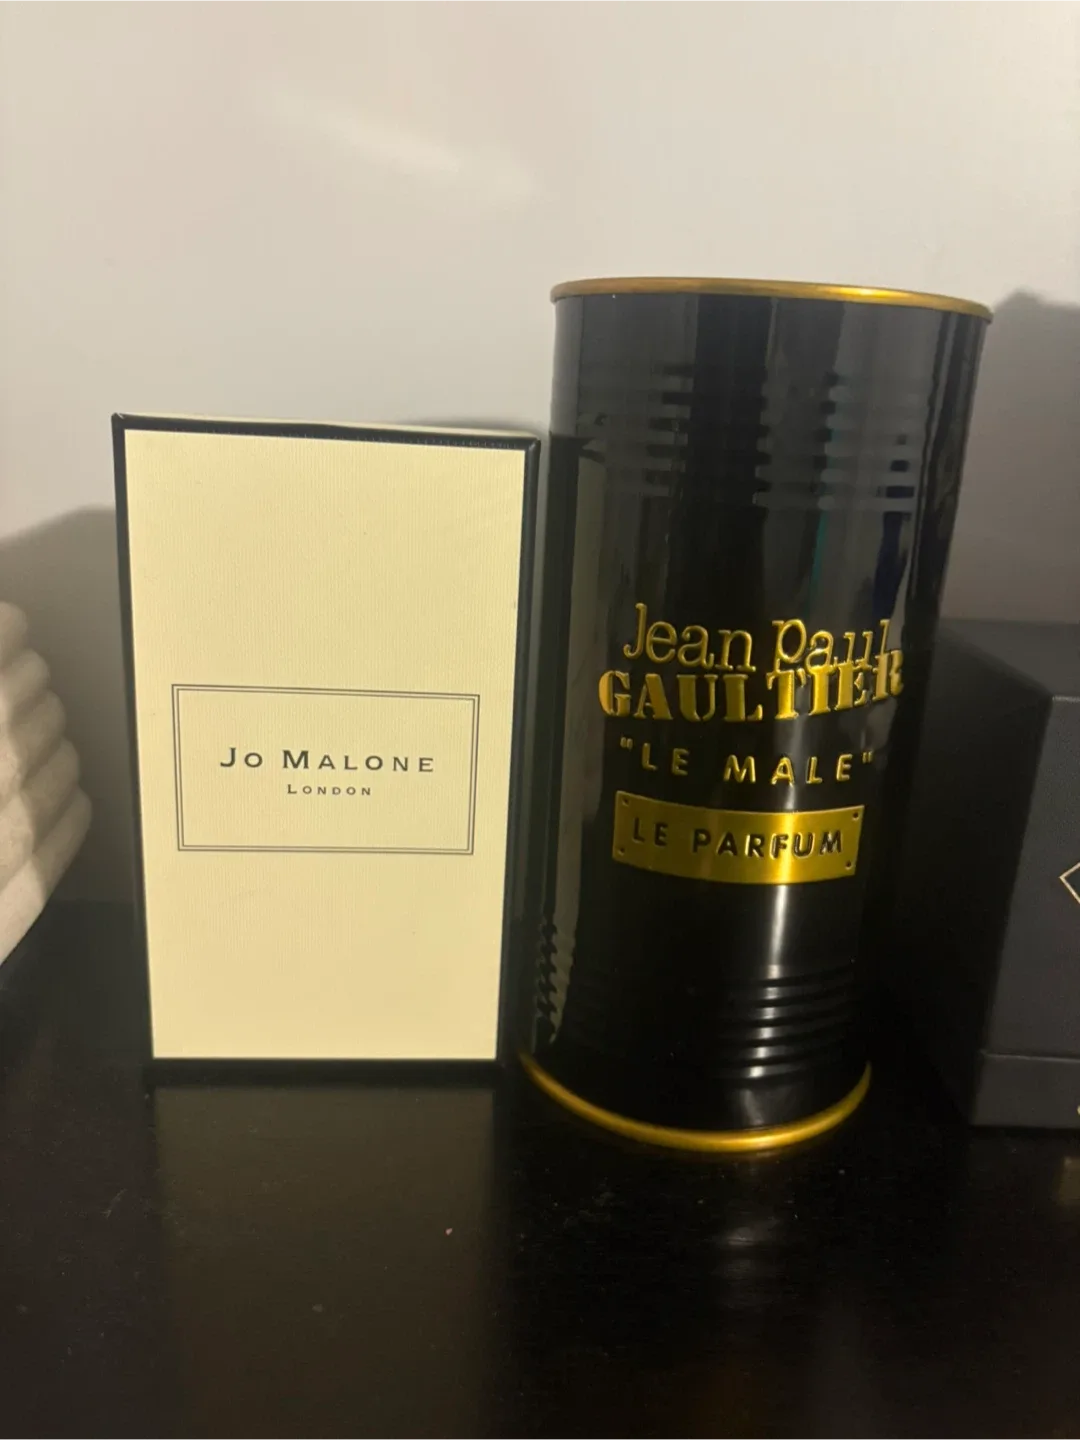 Jo Malone
London
Jean Paul
GAULTIER
"LE MALE"
LE PARFUM